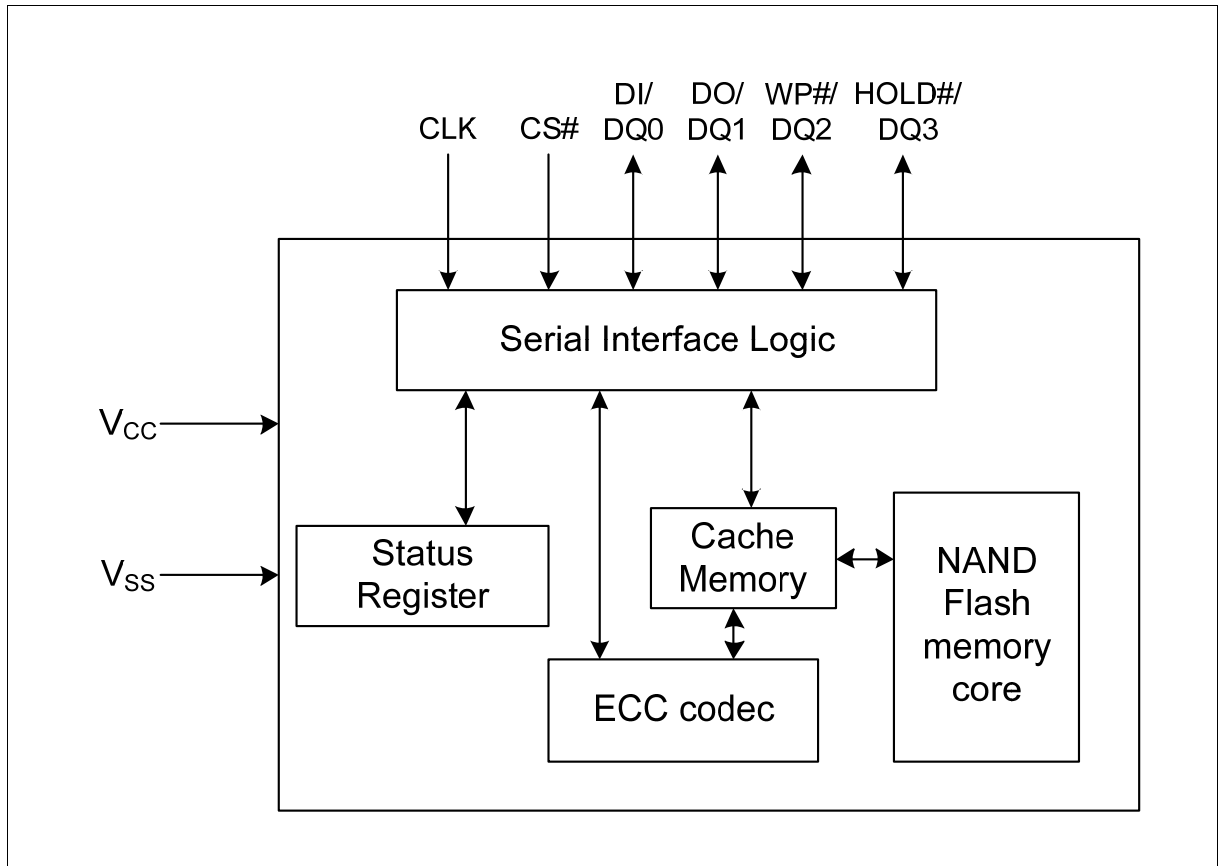 CLK
CS#
DI/
DQ0
DO/
DQ1
WP#/
DQ2
HOLD#/
DQ3
Serial Interface Logic
VCC
VSS
Status
Register
Cache
Memory
NAND
Flash
memory
core
ECC codec